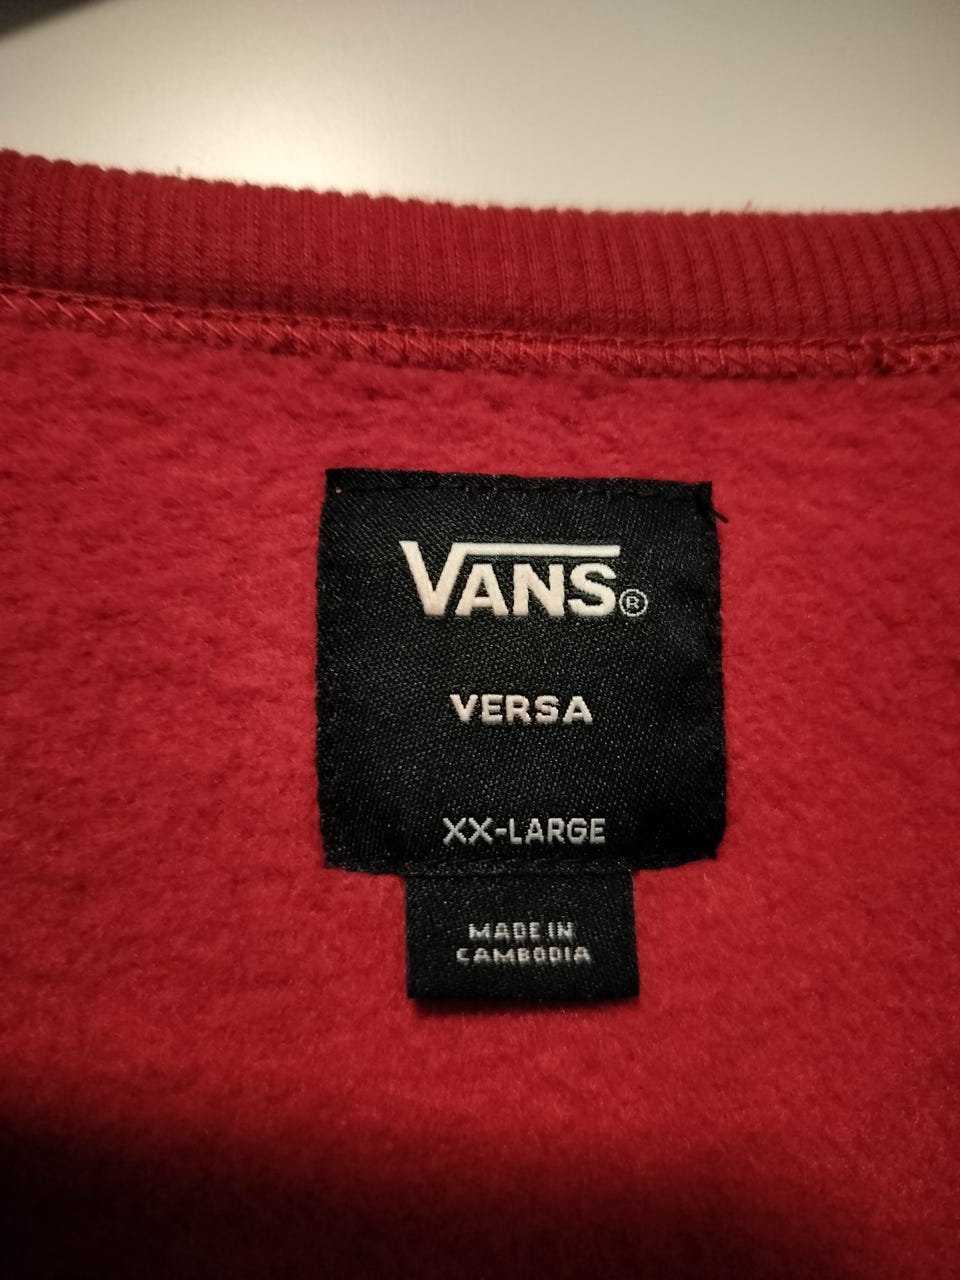 VANS®
VERSA
XX-LARGE
MADE IN
CAMBODIA